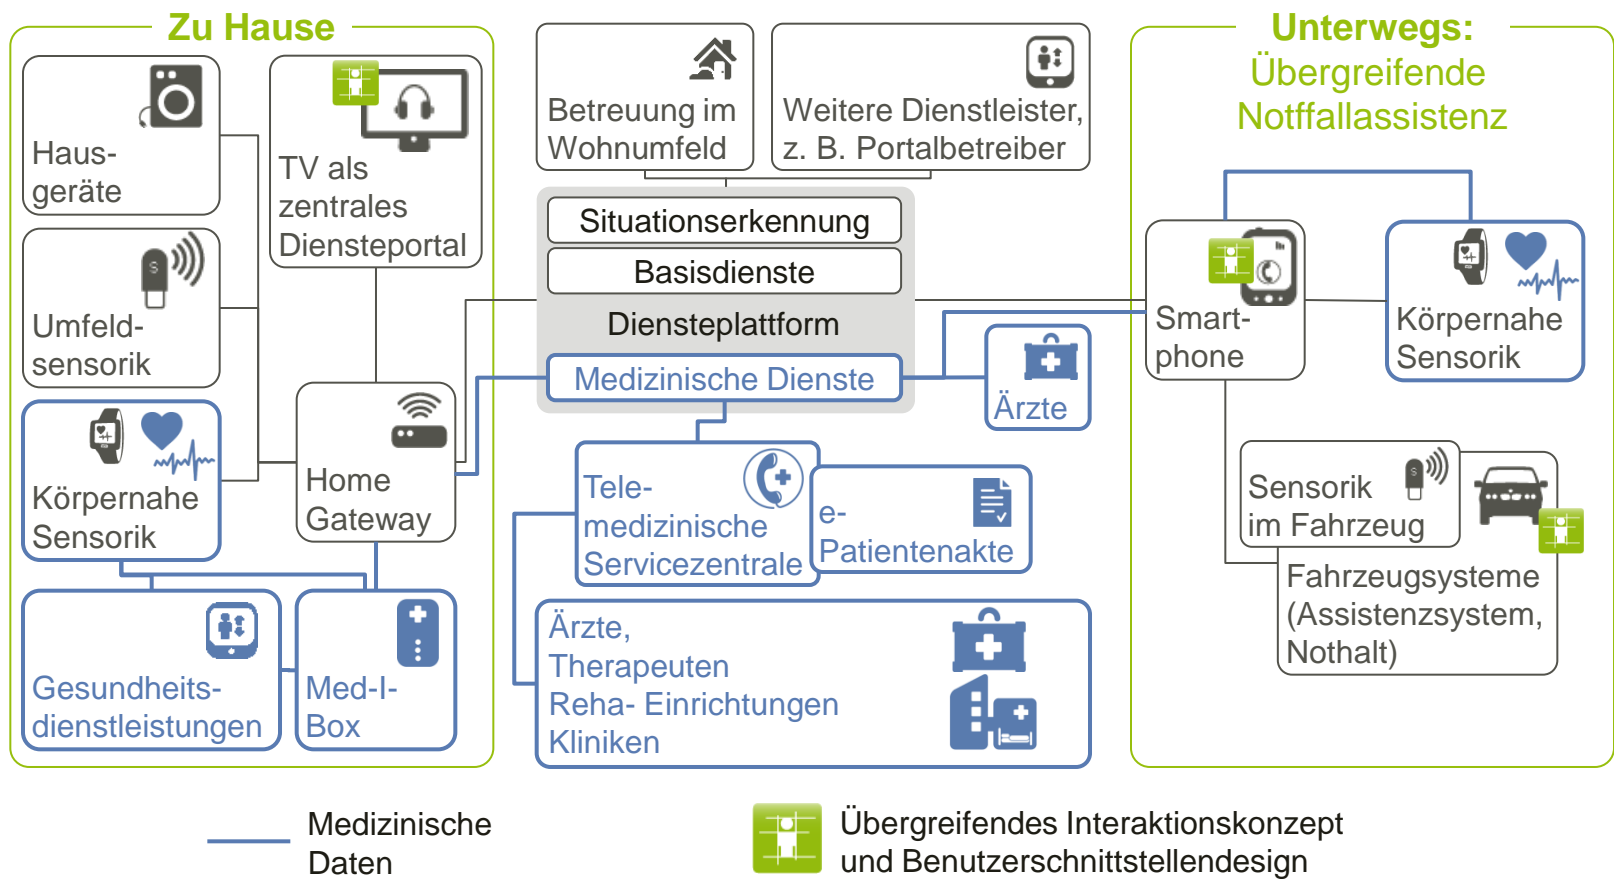 Zu Hause
Haus-
geräte
TV als
zentrales
Diensteportal
Umfeld-
sensorik
Körpernahe
Sensorik
Home
Gateway
Gesundheits-
dienstleistungen
Med-I-
Box
Betreuung im
Wohnumfeld
Weitere Dienstleister,
z. B. Portalbetreiber
Situationserkennung
Basisdienste
Diensteplattform
Medizinische Dienste
Ärzte
Tele-
medizinische
Servicezentrale
e-
Patientenakte
Ärzte,
Therapeuten
Reha- Einrichtungen
Kliniken
Unterwegs:
Übergreifende
Notffallassistenz
Smart-
phone
Körpernahe
Sensorik
Sensorik
im Fahrzeug
Fahrzeugsysteme
(Assistenzsystem,
Nothalt)
Medizinische
Daten
Übergreifendes Interaktionskonzept
und Benutzerschnittstellendesign